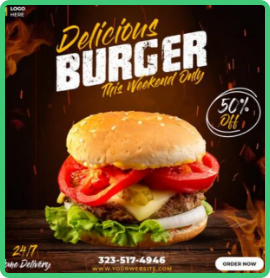 LOGO
HERE
Delicious
BURGER
This Weekend Only
50%
Off
24/7
ome Delivery
323-517-4946
WWW.YOURWEBSITE.COM
ORDER NOW